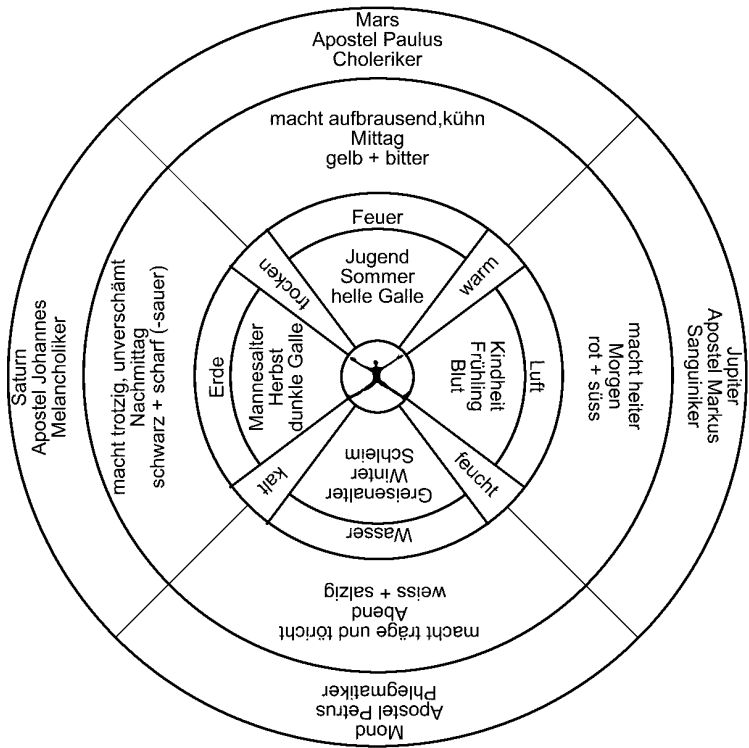 Mars
Apostel Paulus
Choleriker
macht aufbrausend,kühn
Mittag
gelb + bitter
Feuer
Jugend
Sommer
helle Galle
trocken
warm
Saturn
Apostel Johannes
Melancholiker
macht trotzig, unverschämt
Nachmittag
schwarz + scharf (-sauer)
Erde
Mannesalter
Herbst
dunkle Galle
Kindheit
Frühling
Blut
Luft
macht heiter
Morgen
rot + süss
Jupiter
Apostel Markus
Sanguiniker
kalt
feucht
Greisenalter
Winter
Schleim
Wasser
macht träge und töricht
Abend
weiss + salzig
Mond
Apostel Petrus
Phlegmatiker